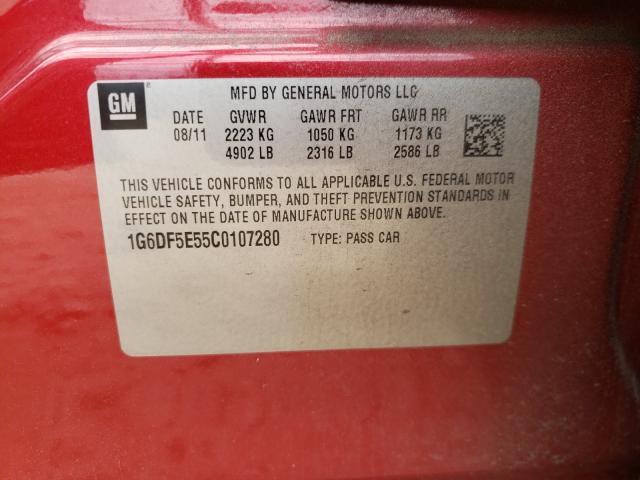 GM MFD BY GENERAL MOTORS LLC
DATE GVWR GAWR FRT GAWR RR
08/11 2223 KG 1050 KG 1173 KG
4902 LB 2316 LB 2586 LB
THIS VEHICLE CONFORMS TO ALL APPLICABLE U.S. FEDERAL MOTOR
VEHICLE SAFETY, BUMPER, AND THEFT PREVENTION STANDARDS IN
EFFECT ON THE DATE OF MANUFACTURE SHOWN ABOVE.
1G6DF5E55C0107280 TYPE: PASS CAR